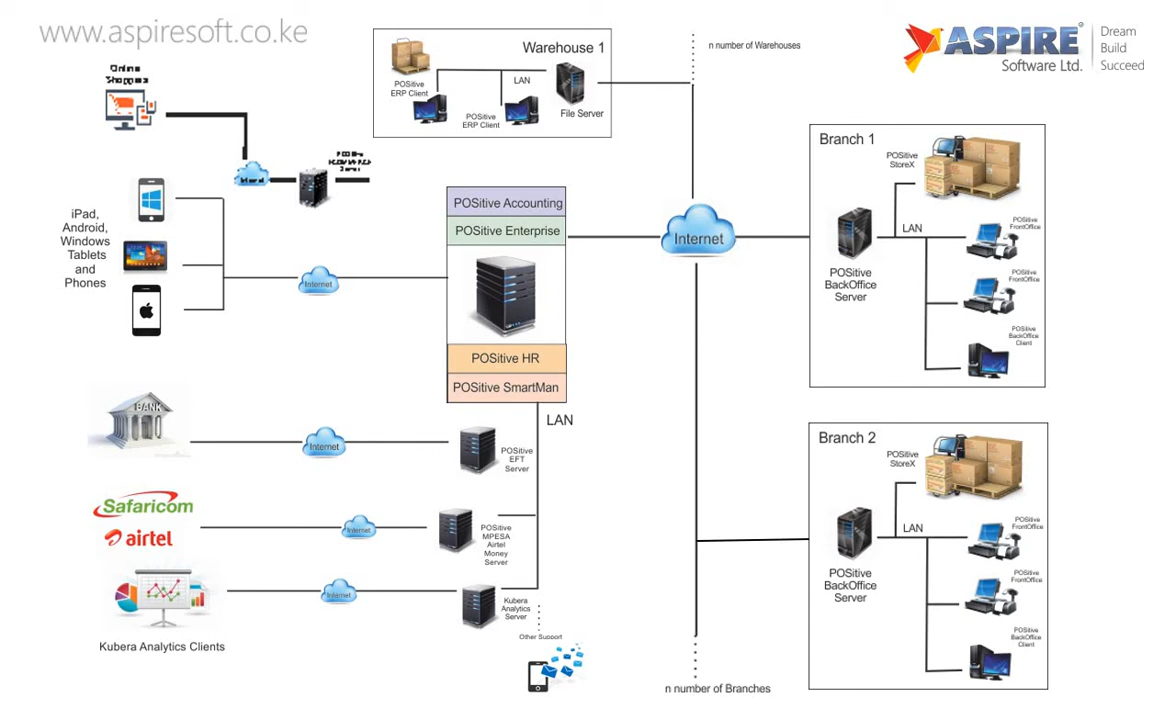 www.aspiresoft.co.ke
ASPIRE
Software Ltd.
Dream
Build
Succeed
Online
Shoppers
Internet
Server
iPad,
Android,
Windows
Tablets
and
Phones
Internet
Warehouse 1
POSitive
ERP Client
LAN
POSitive
ERP Client
File Server
n number of Warehouses
POSitive Accounting
POSitive Enterprise
POSitive HR
POSitive SmartMan
LAN
Internet
BANK
Internet
POSitive
EFT
Server
Safaricom
airtel
Internet
POSitive
MPESA
Airtel
Money
Server
Kubera Analytics Clients
Internet
Kubera
Analytics
Server
Other Support
n number of Branches
Branch 1
POSitive
StoreX
LAN
POSitive
BackOffice
Server
POSitive
FrontOffice
POSitive
FrontOffice
POSitive
BackOffice
Client
Branch 2
POSitive
StoreX
LAN
POSitive
BackOffice
Server
POSitive
FrontOffice
POSitive
FrontOffice
POSitive
BackOffice
Client